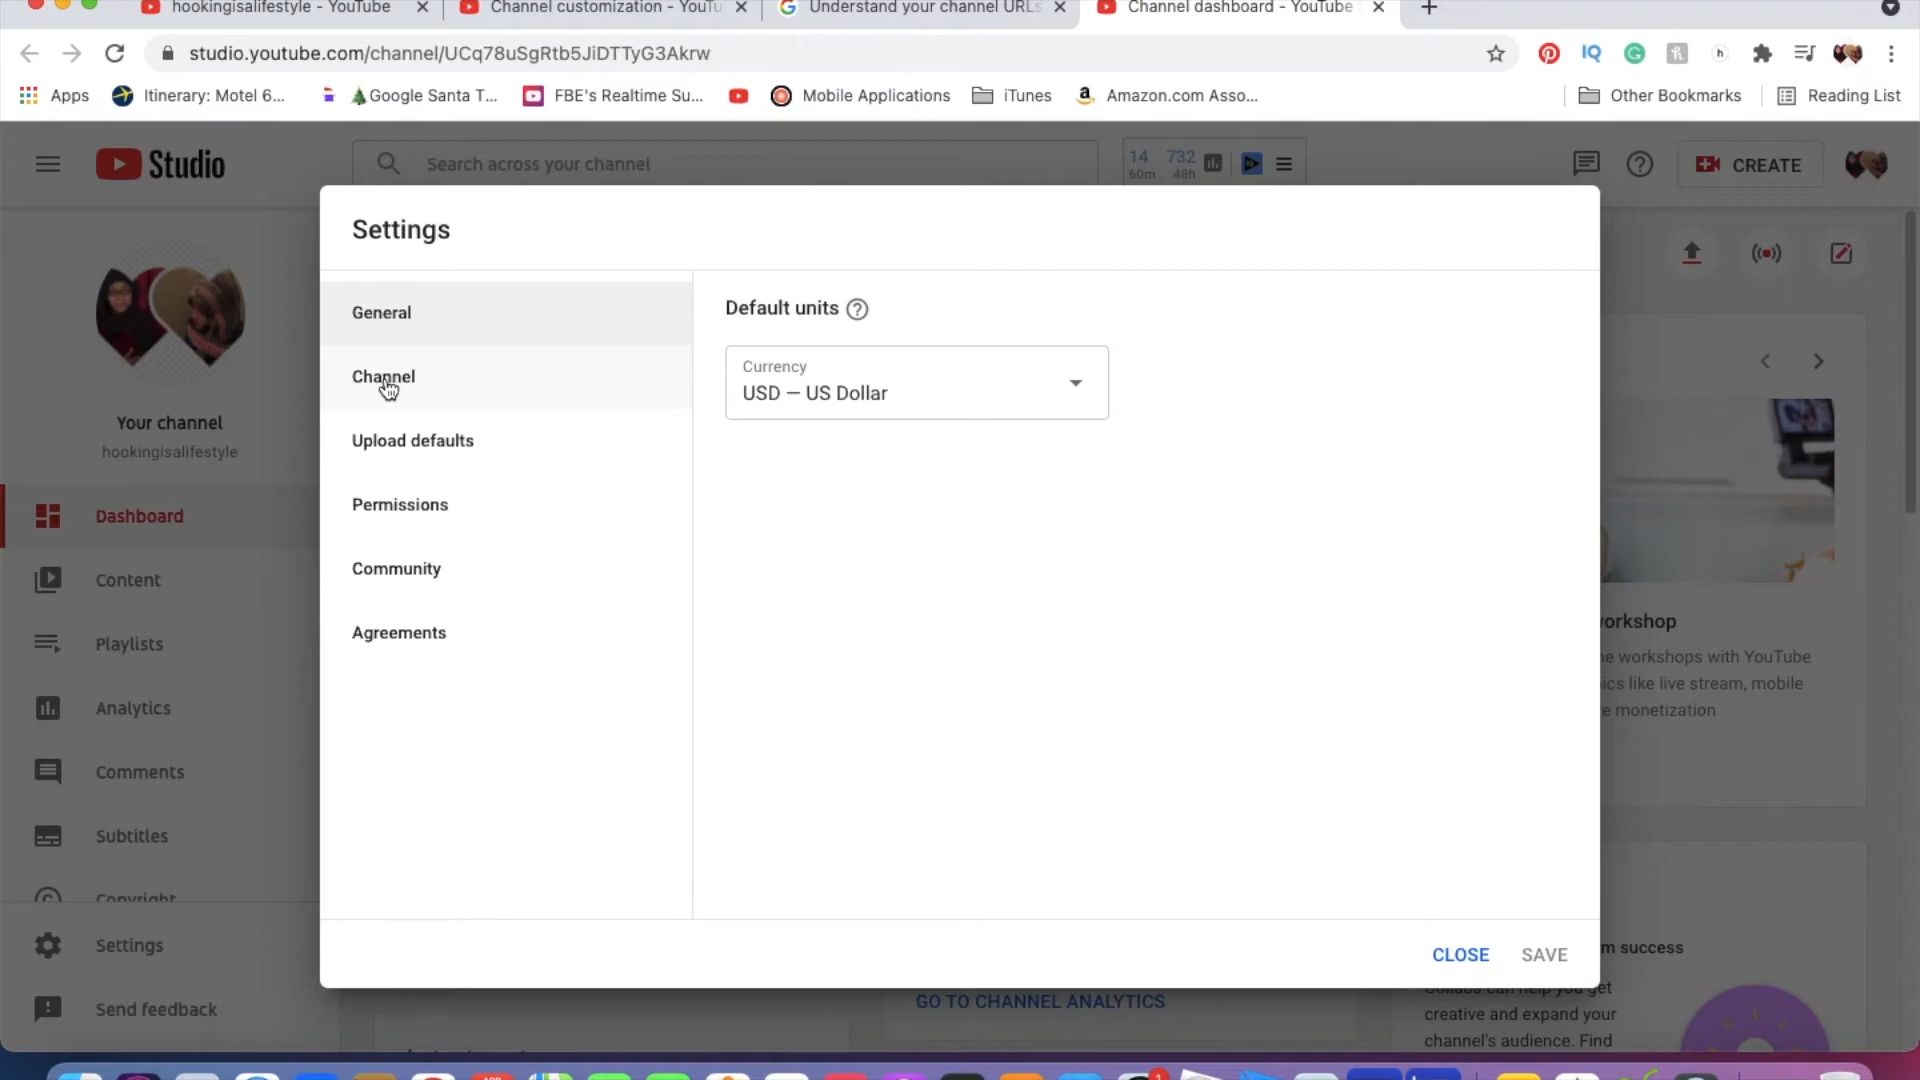 hookingisalifestyle - YouTube
Channel customization - YouTu
Understand your channel URLs
Channel dashboard - YouTube
studio.youtube.com/channel/UCq78uSgRtb5JiDTTyG3Akrw
Apps
Itinerary: Motel 6...
Google Santa T...
FBE's Realtime Su...
Mobile Applications
iTunes
Amazon.com Asso...
Other Bookmarks
Reading List
Studio
Search across your channel
14 732
60m 48h
CREATE
Settings
General
Channel
Upload defaults
Permissions
Community
Agreements
Default units
Currency
USD — US Dollar
CLOSE
SAVE
Your channel
hookingisalifestyle
Dashboard
Content
Playlists
Analytics
Comments
Subtitles
Copyright
Settings
Send feedback
orkshop
e workshops with YouTube
ics like live stream, mobile
e monetization
m success
Collabs can help you get
creative and expand your
channel's audience. Find
GO TO CHANNEL ANALYTICS